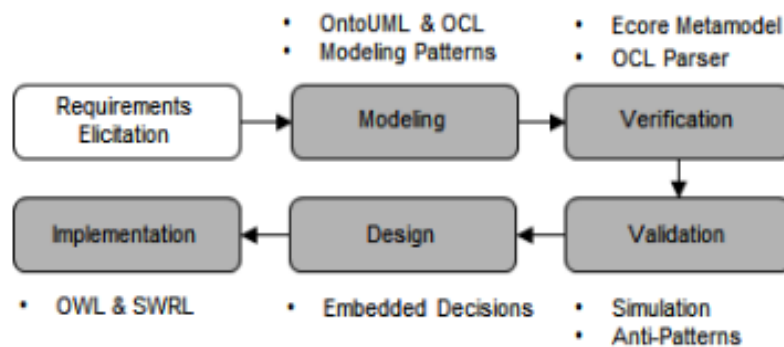 • OntoUML & OCL
• Modeling Patterns
• Ecore Metamodel
• OCL Parser
Requirements
Elicitation
Modeling
Verification
Implementation
Design
Validation
• OWL & SWRL
• Embedded Decisions
• Simulation
• Anti-Patterns